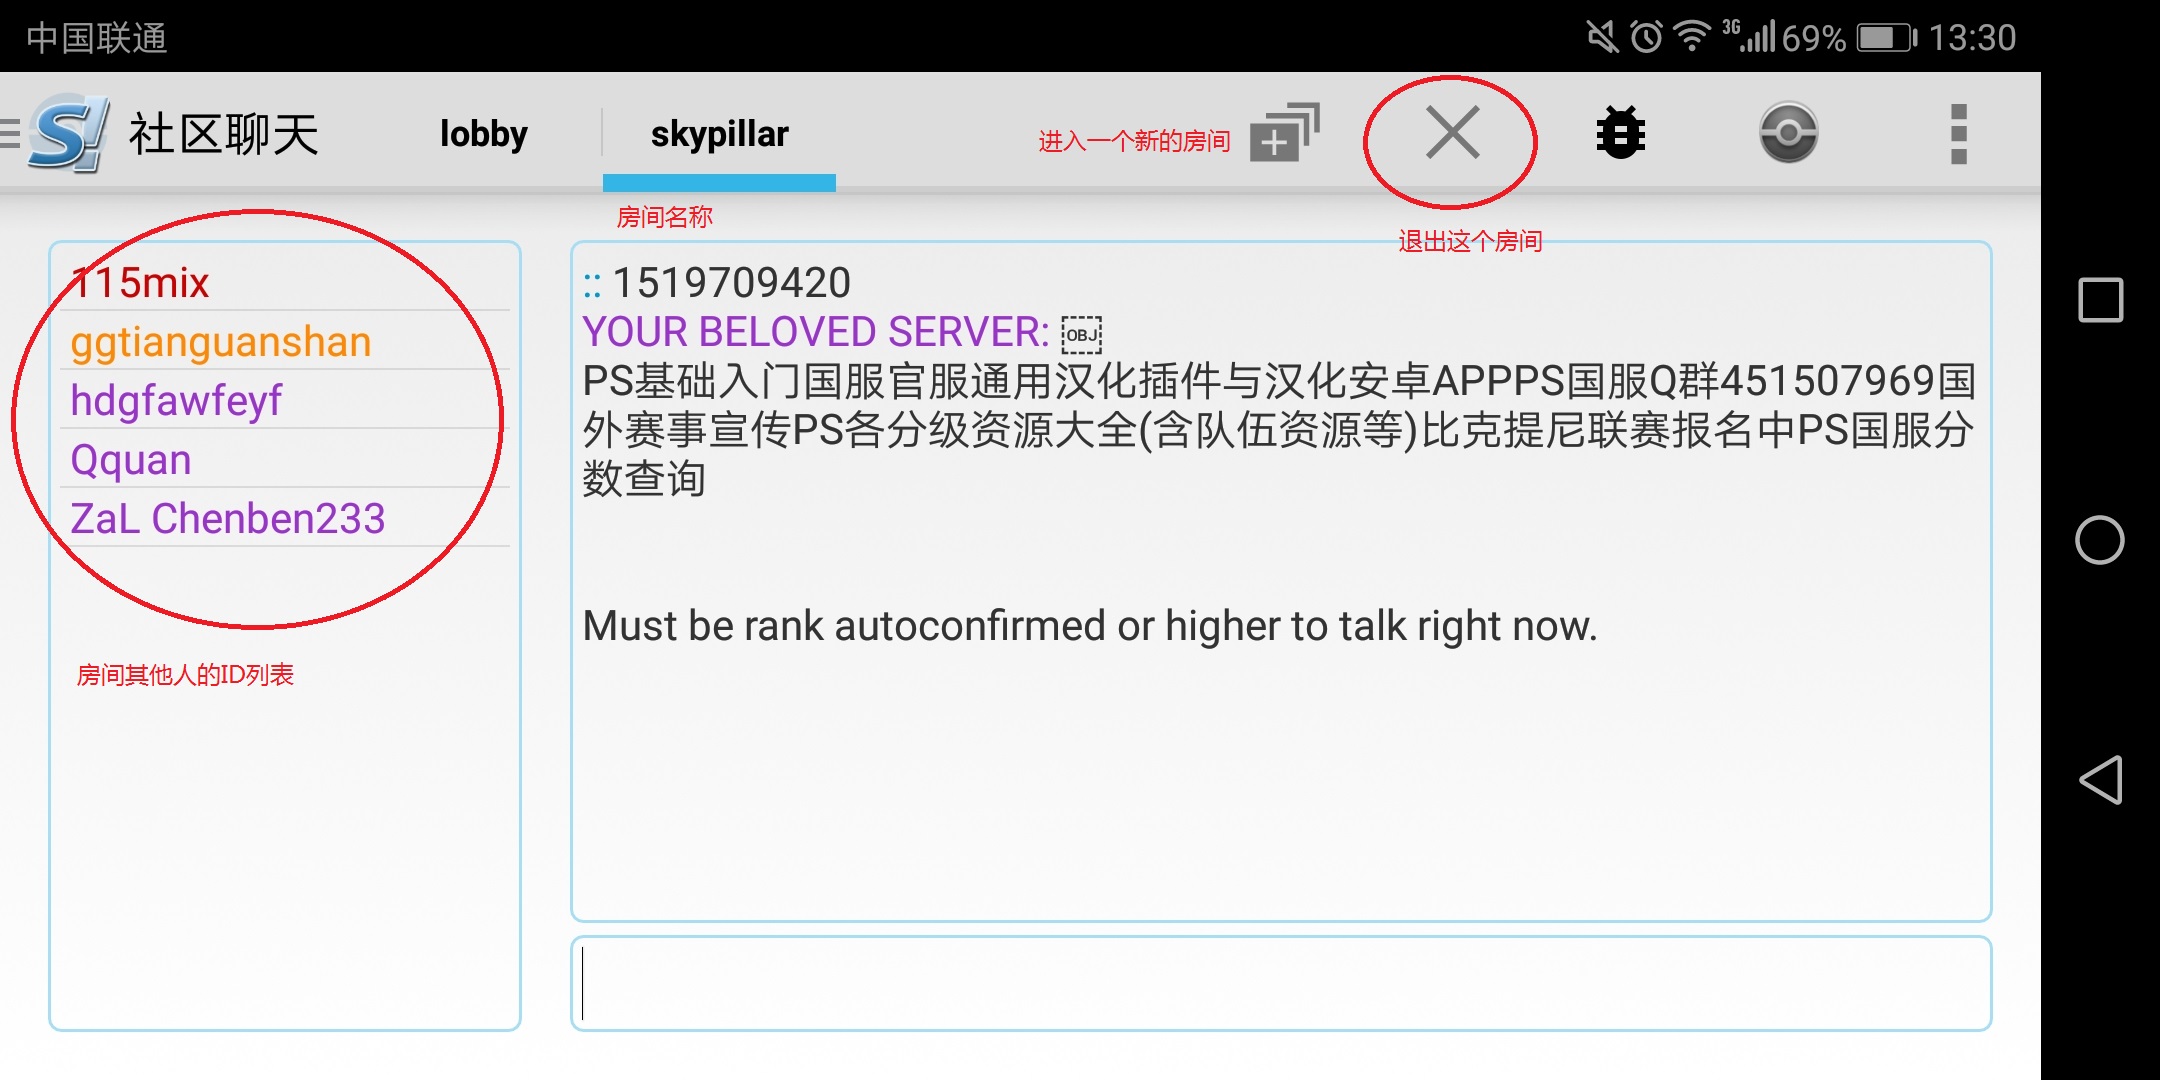 中国联通
3G
69%
13:30
S!
社区聊天
lobby
skypillar
进入一个新的房间
房间名称
退出这个房间
115mix
ggtianguanshan
hdgfawfeyf
Qquan
ZaL Chenben233
房间其他人的ID列表
:: 1519709420
YOUR BELOVED SERVER: OBJ
PS基础入门国服官服通用汉化插件与汉化安卓APPPS国服Q群451507969国
外赛事宣传PS各分级资源大全(含队伍资源等)比克提尼联赛报名中PS国服分
数查询
Must be rank autoconfirmed or higher to talk right now.